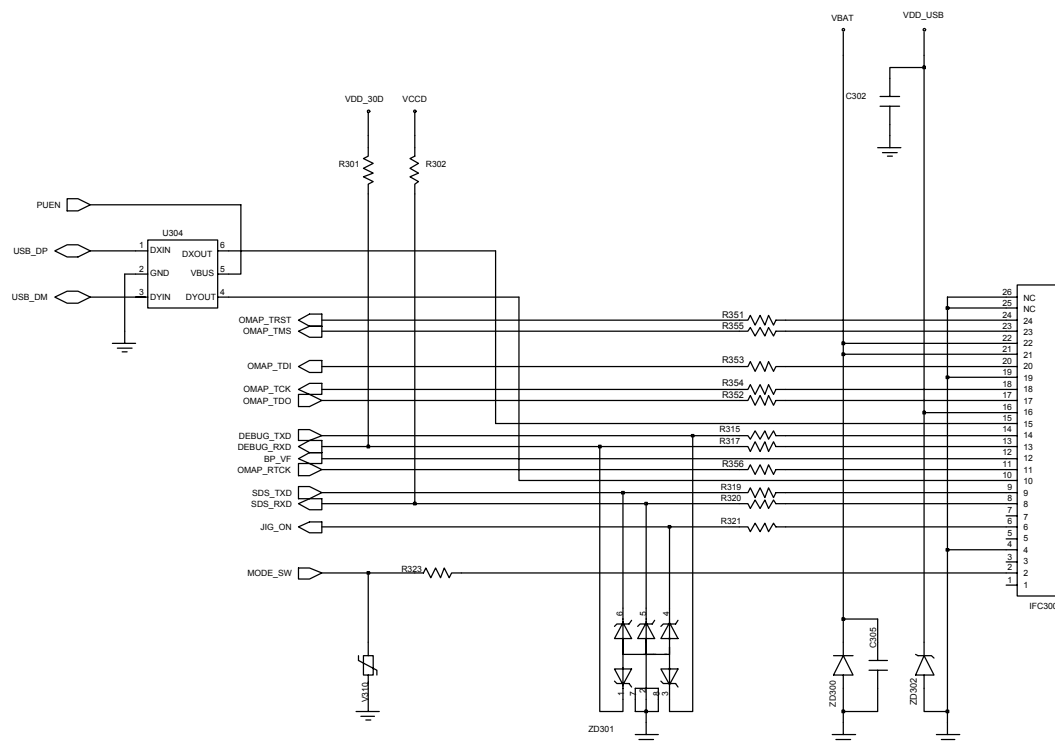 VBAT
VDD_USB
C302
VDD_30D
VCCD
R301
R302
PUEN
U304
USB_DP
1 DXIN
DXOUT 6
2 GND
VBUS 5
USB_DM
3 DYIN
DYOUT 4
26 NC
25 NC
OMAP_TRST
R351
24 24
OMAP_TMS
R355
23 23
22 22
21 21
OMAP_TDI
R353
20 20
19 19
OMAP_TCK
R354
18 18
OMAP_TDO
R352
17 17
16 16
15 15
DEBUG_TXD
R315
14 14
DEBUG_RXD
R317
13 13
BP_VF
12 12
OMAP_RTCK
R356
11 11
10 10
SDS_TXD
R319
9 9
SDS_RXD
R320
8 8
7 7
JIG_ON
R321
6 6
5 5
4 4
3 3
MODE_SW
R323
2 2
1 1
IFC300
6
5
4
V310
1
7
2
8
3
ZD301
ZD300
C305
ZD302